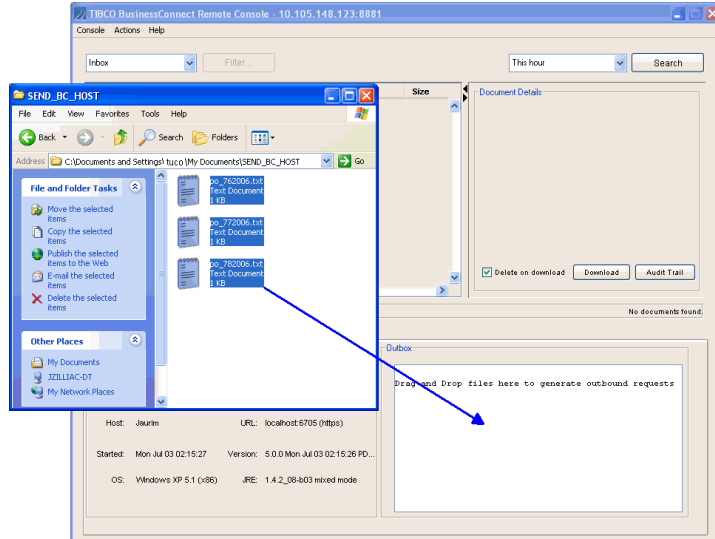 TIBCO BusinessConnect Remote Console - 10.105.148.123:8881
Console Actions Help
Inbox Filter... This hour Search
Size
Document Details
SEND_BC_HOST
File Edit View Favorites Tools Help
Back Search Folders
Address C:\Documents and Settings\tuco\My Documents\SEND_BC_HOST Go
File and Folder Tasks
Move the selected
items
Copy the selected
items
Publish the selected
items to the Web
E-mail the selected
items
Delete the selected
items
Other Places
My Documents
JZILLIAC-DT
My Network Places
po_762006.txt
Text Document
1 KB
po_772006.txt
Text Document
1 KB
po_782006.txt
Text Document
1 KB
Delete on download Download Audit Trail
No documents found.
Outbox
Drag and Drop files here to generate outbound requests
Host: Jaurim URL: localhost:6705 (https)
Started: Mon Jul 03 02:15:27 Version: 5.0.0 Mon Jul 03 02:15:26 PD...
OS: Windows XP 5.1 (x86) JRE: 1.4.2_08-b03 mixed mode